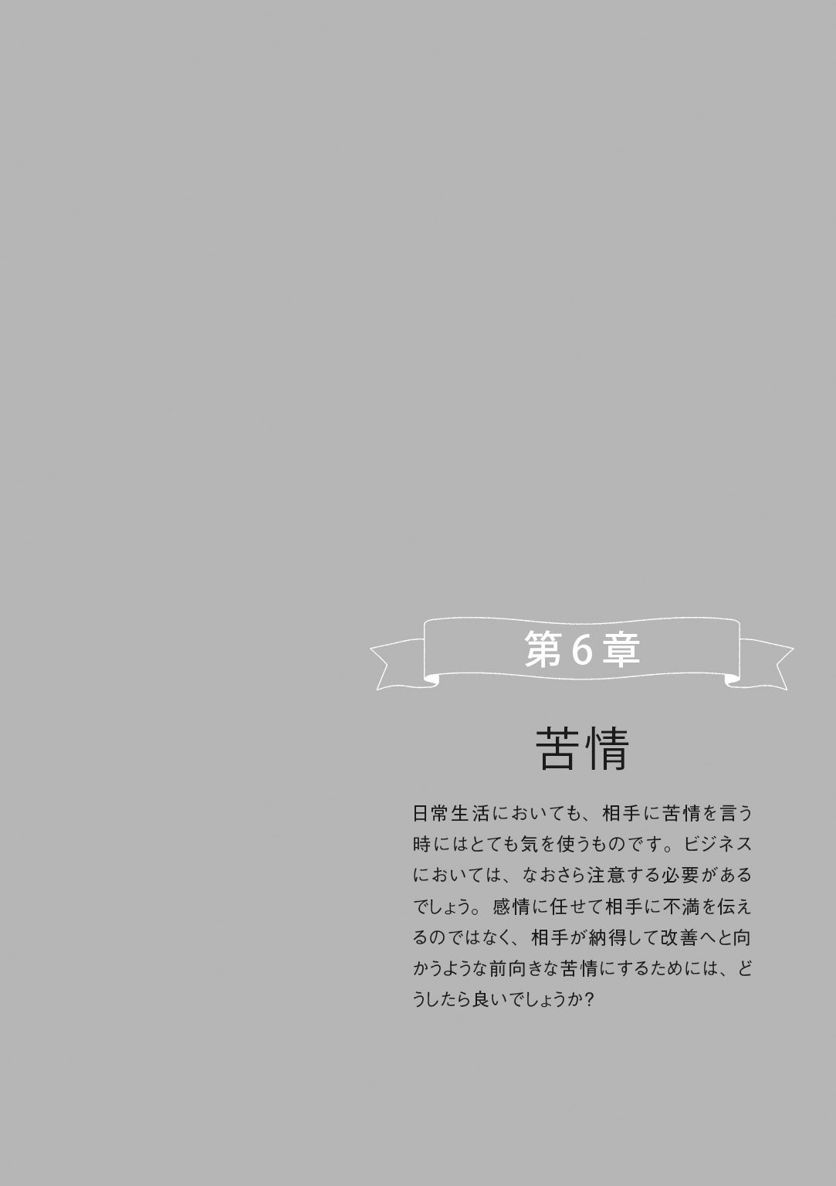 第6章
苦情
日常生活においても、相手に苦情を言う
時にはとても気を使うものです。ビジネス
においては、なおさら注意する必要がある
でしょう。感情に任せて相手に不満を伝え
るのではなく、相手が納得して改善へと向
かうような前向きな苦情にするためには、ど
うしたら良いでしょうか?